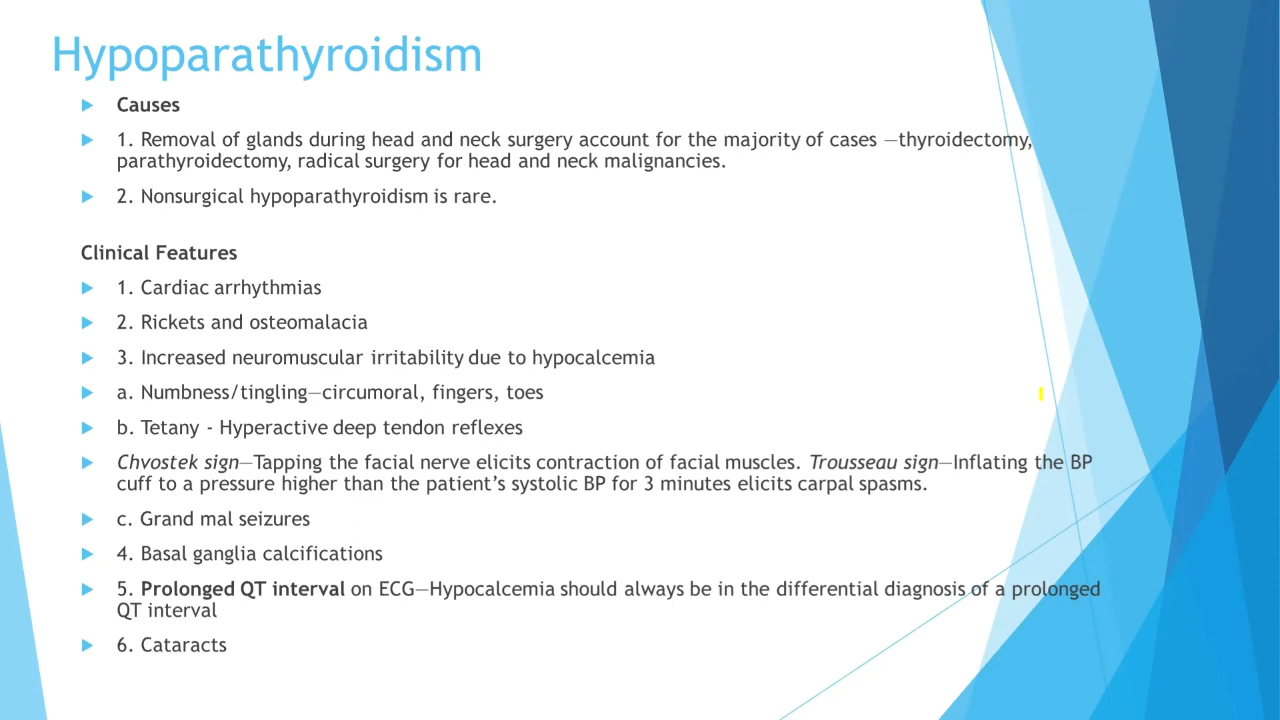 Hypoparathyroidism
Causes
1. Removal of glands during head and neck surgery account for the majority of cases —thyroidectomy,
parathyroidectomy, radical surgery for head and neck malignancies.
2. Nonsurgical hypoparathyroidism is rare.
Clinical Features
1. Cardiac arrhythmias
2. Rickets and osteomalacia
3. Increased neuromuscular irritability due to hypocalcemia
a. Numbness/tingling—circumoral, fingers, toes
b. Tetany - Hyperactive deep tendon reflexes
Chvostek sign—Tapping the facial nerve elicits contraction of facial muscles. Trousseau sign—Inflating the BP
cuff to a pressure higher than the patient’s systolic BP for 3 minutes elicits carpal spasms.
c. Grand mal seizures
4. Basal ganglia calcifications
5. Prolonged QT interval on ECG—Hypocalcemia should always be in the differential diagnosis of a prolonged
QT interval
6. Cataracts